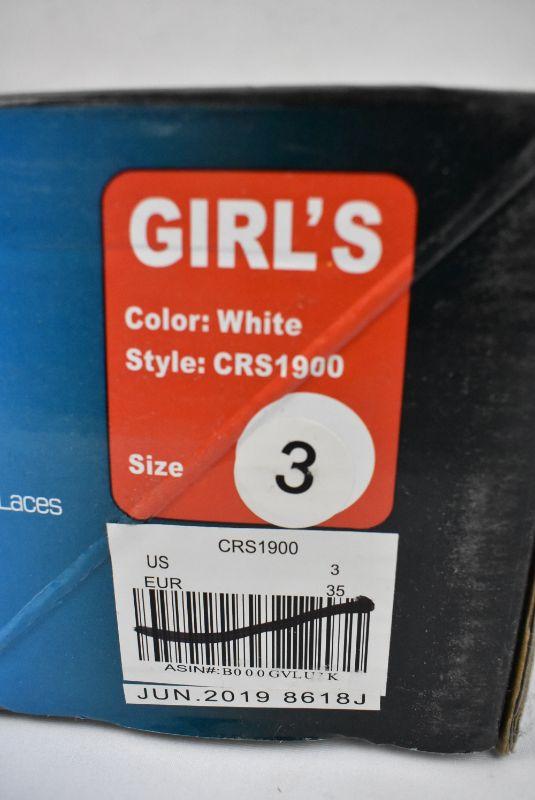 GIRL'S
Color: White
Style: CRS1900
Size 3
Laces
CRS1900
US 3
EUR 35
ASIN#:
JUN.2019 8618J